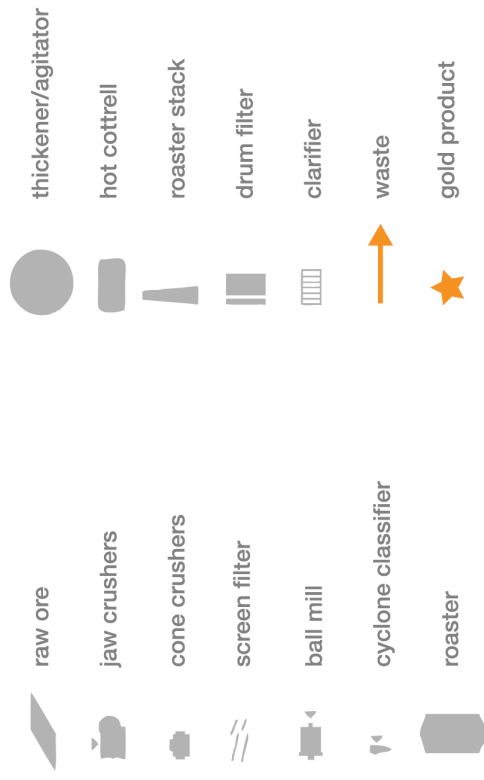 raw ore
jaw crushers
cone crushers
screen filter
ball mill
cyclone classifier
roaster
thickener/agitator
hot cottrell
roaster stack
drum filter
clarifier
waste
gold product